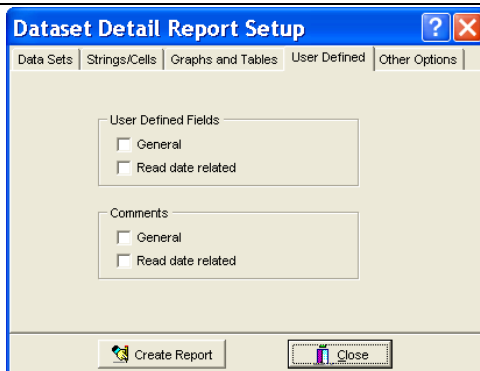 Dataset Detail Report Setup
Data Sets Strings/Cells Graphs and Tables User Defined Other Options
User Defined Fields
General
Read date related
Comments
General
Read date related
Create Report Close